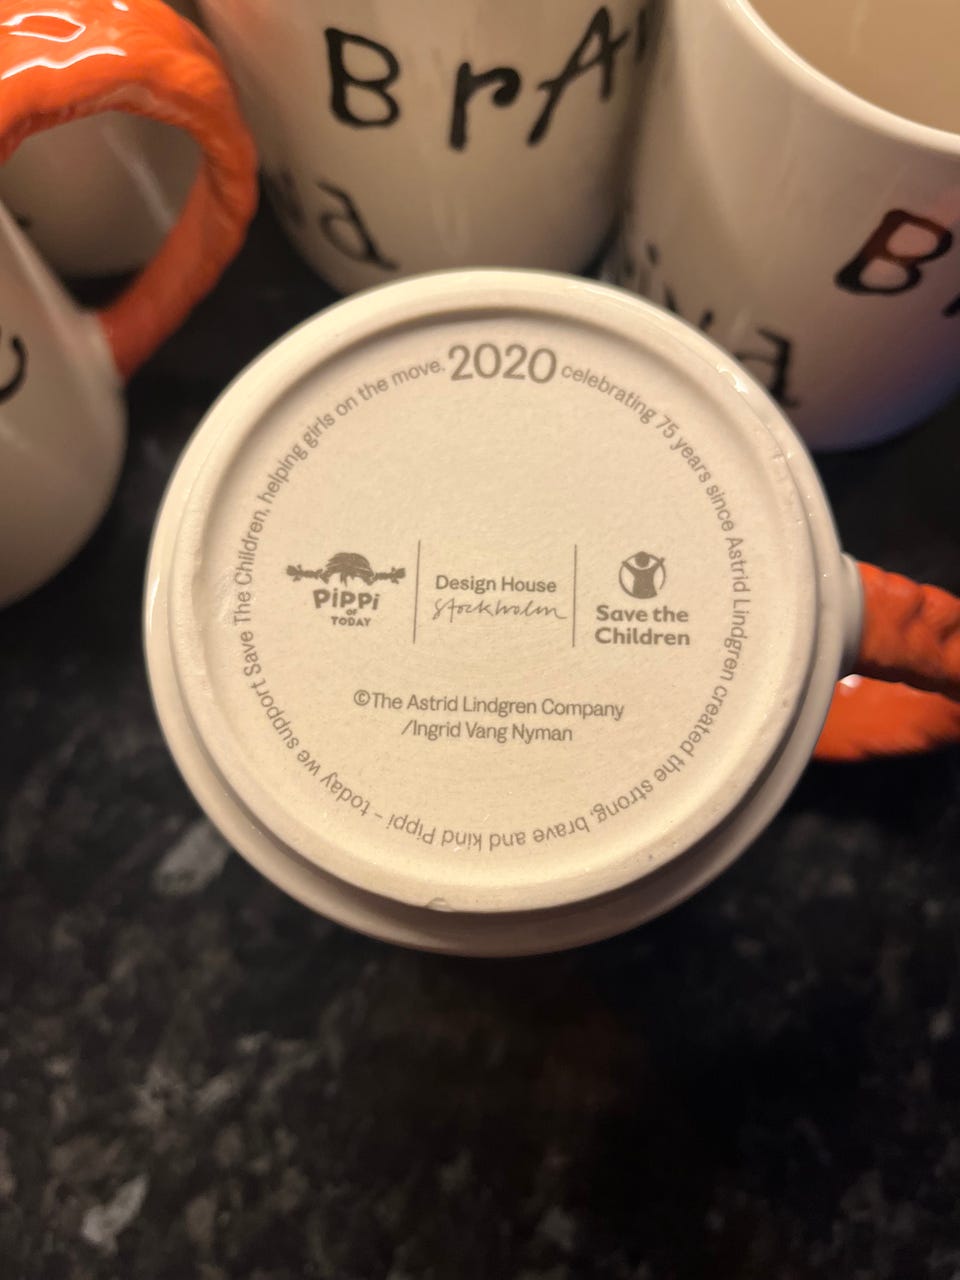 BrA
B
2020 celebrating 75 years since Astrid Lindgren created the strong, brave and kind Pippi – today we support Save The Children, helping girls on the move.
PiPPi
OF
TODAY
Design House
Stockholm
Save the
Children
©The Astrid Lindgren Company
/Ingrid Vang Nyman